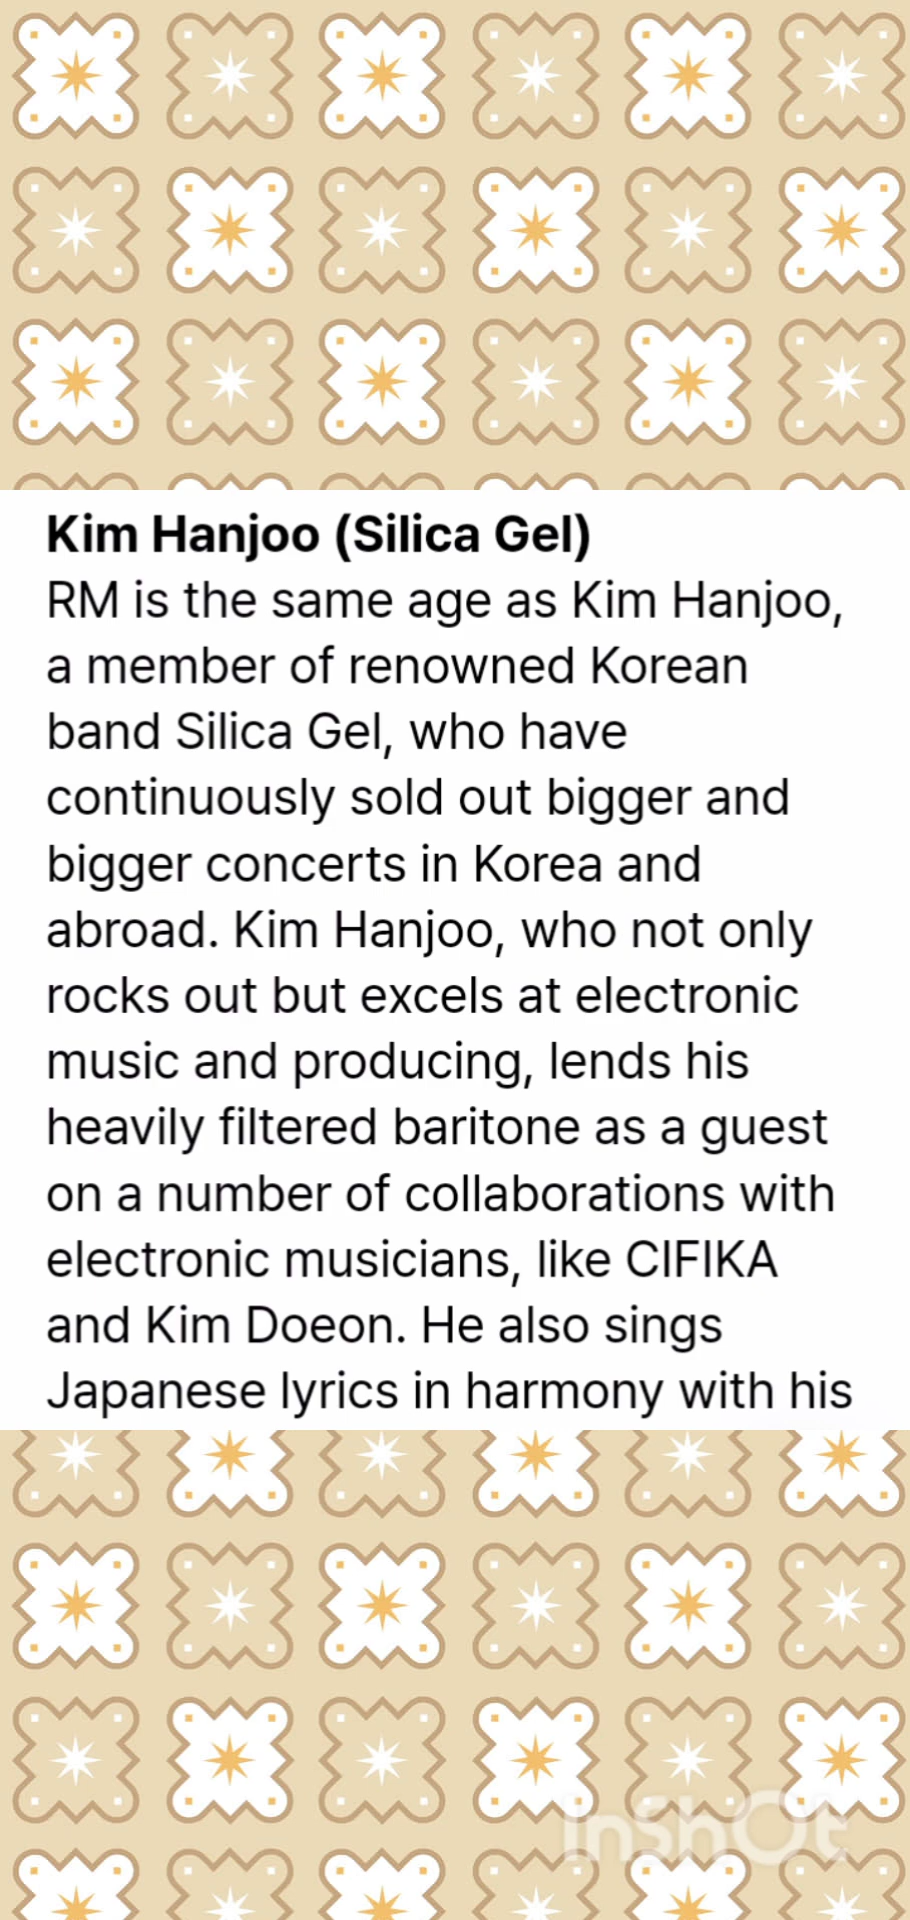 Kim Hanjoo (Silica Gel)
RM is the same age as Kim Hanjoo,
a member of renowned Korean
band Silica Gel, who have
continuously sold out bigger and
bigger concerts in Korea and
abroad. Kim Hanjoo, who not only
rocks out but excels at electronic
music and producing, lends his
heavily filtered baritone as a guest
on a number of collaborations with
electronic musicians, like CIFIKA
and Kim Doeon. He also sings
Japanese lyrics in harmony with his
InShOt